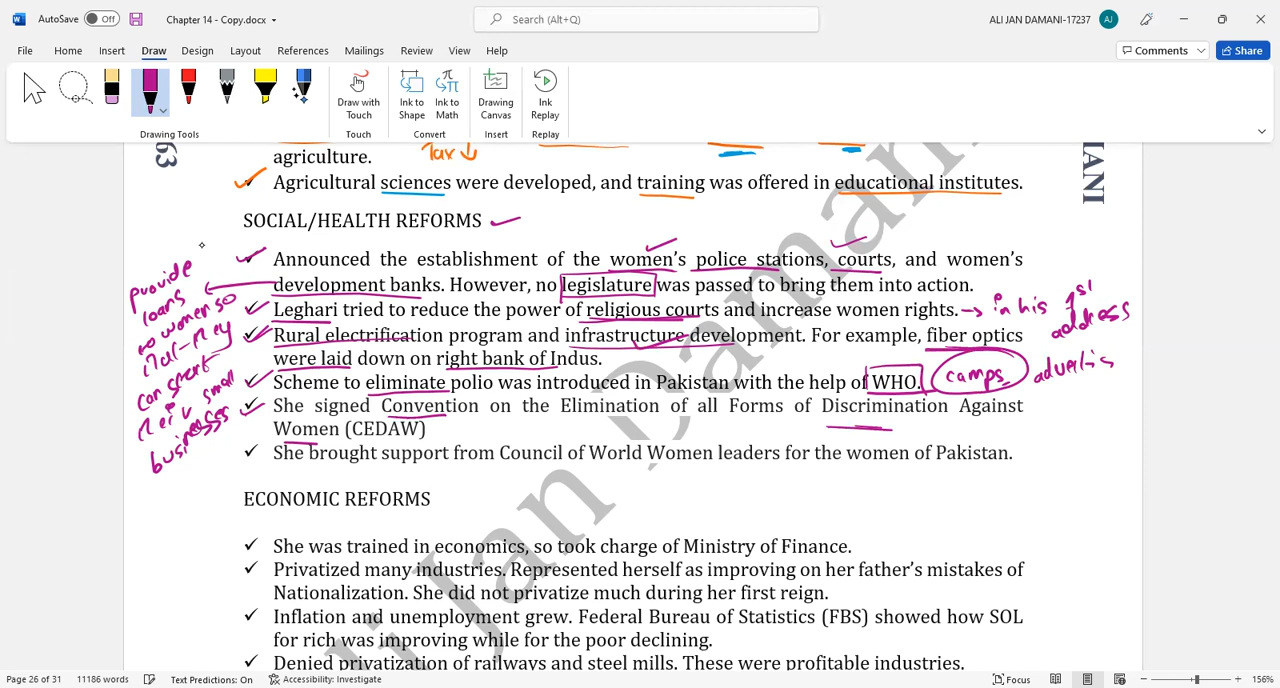 AutoSave Off Chapter 14 - Copy.docx Search (Alt+Q) ALI JAN DAMANI-17237 AJ
File Home Insert Draw Design Layout References Mailings Review View Help Comments Share
Draw with Touch
Ink to Shape
Ink to Math
Drawing Canvas
Ink Replay
Drawing Tools Touch Convert Insert Replay
63
agriculture. Tax ↓
✓ Agricultural sciences were developed, and training was offered in educational institutes.
SOCIAL/HEALTH REFORMS
✓ Announced the establishment of the women's police stations, courts, and women's
development banks. However, no legislature was passed to bring them into action.
✓ Leghari tried to reduce the power of religious courts and increase women rights. → in his 1st address
✓ Rural electrification program and infrastructure development. For example, fiber optics
were laid down on right bank of Indus.
✓ Scheme to eliminate polio was introduced in Pakistan with the help of WHO. camps
✓ She signed Convention on the Elimination of all Forms of Discrimination Against
Women (CEDAW)
✓ She brought support from Council of World Women leaders for the women of Pakistan.
provide
loans
to women so
that they
can start
their small
businesses
ECONOMIC REFORMS
✓ She was trained in economics, so took charge of Ministry of Finance.
✓ Privatized many industries. Represented herself as improving on her father's mistakes of
Nationalization. She did not privatize much during her first reign.
✓ Inflation and unemployment grew. Federal Bureau of Statistics (FBS) showed how SOL
for rich was improving while for the poor declining.
✓ Denied privatization of railways and steel mills. These were profitable industries.
Ali Jan Damani
Page 26 of 31 11186 words Text Predictions: On Accessibility: Investigate Focus 156%